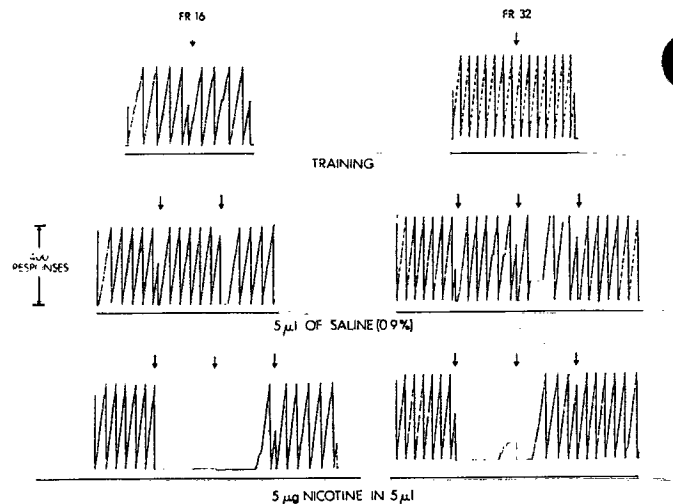 FR 16
FR 32
TRAINING
RESPONSES
5 μl OF SALINE (0.9%)
5 μg NICOTINE IN 5 μl